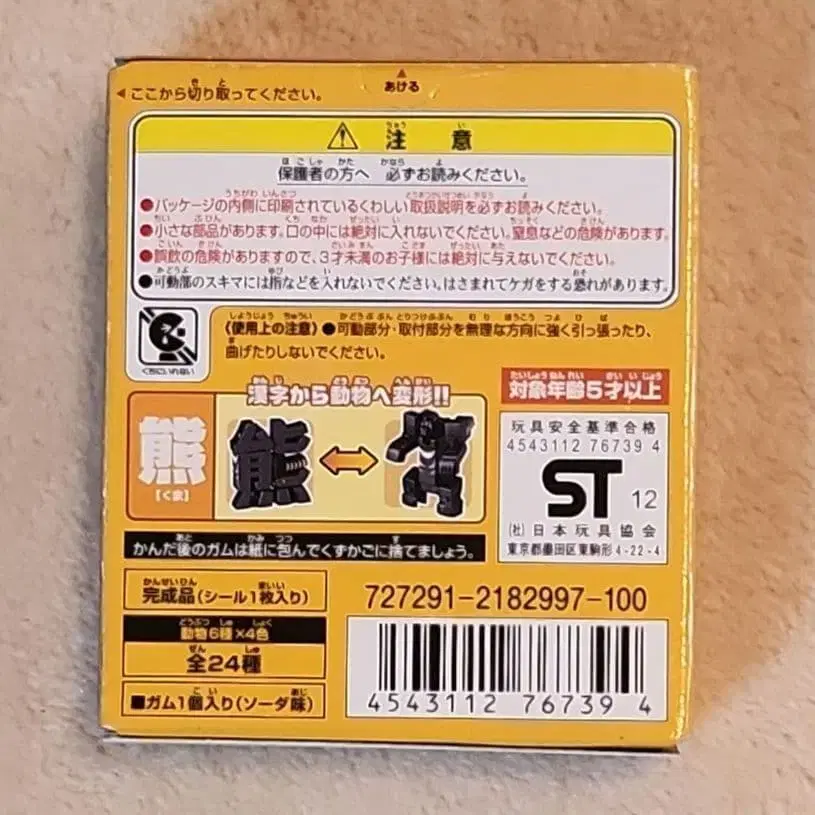 ▲あける
◀ここから切り取ってください。
⚠注意
保護者の方へ 必ずお読みください。
●パッケージの内側に印刷されているくわしい取扱説明を必ずお読みください。
●小さな部品があります。口の中には絶対に入れないでください。窒息などの危険があります。
●誤飲の危険がありますので、3才未満のお子様には絶対に与えないでください。
●可動部のスキマには指などを入れないでください。はさまれてケガをする恐れがあります。
くちにいれない
〈使用上の注意〉●可動部分・取付部分を無理な方向に強く引っ張ったり、
曲げたりしないでください。
漢字から動物へ変形!!
対象年齢5才以上
熊
【くま】
熊
玩具安全基準合格
4543112 76739 4
ST 12
(社)日本玩具協会
東京都墨田区東駒形4-22-4
かんだ後のガムは紙に包んでくずかごに捨てましょう。
完成品(シール1枚入り)
動物6種×4色
全24種
■ガム1個入り(ソーダ味)
727291-2182997-100
4543112 76739 4